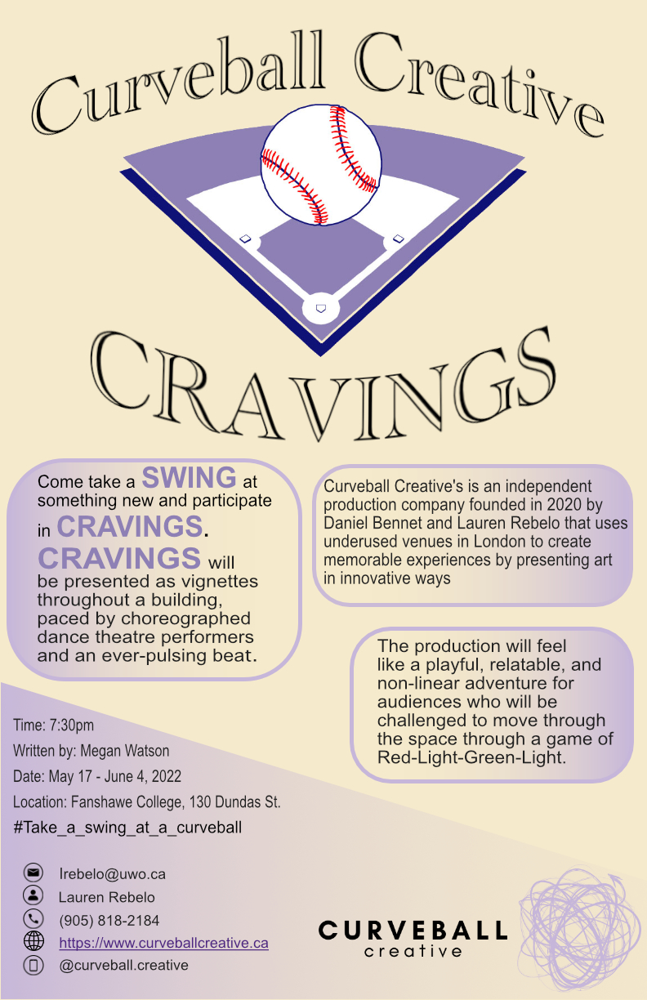 Curveball Creative
CRAVINGS
Come take a SWING at
something new and participate
in CRAVINGS.
CRAVINGS will
be presented as vignettes
throughout a building,
paced by choreographed
dance theatre performers
and an ever-pulsing beat.
Curveball Creative's is an independent
production company founded in 2020 by
Daniel Bennet and Lauren Rebelo that uses
underused venues in London to create
memorable experiences by presenting art
in innovative ways
The production will feel
like a playful, relatable, and
non-linear adventure for
audiences who will be
challenged to move through
the space through a game of
Red-Light-Green-Light.
Time: 7:30pm
Written by: Megan Watson
Date: May 17 - June 4, 2022
Location: Fanshawe College, 130 Dundas St.
#Take_a_swing_at_a_curveball
lrebelo@uwo.ca
Lauren Rebelo
(905) 818-2184
https://www.curveballcreative.ca
@curveball.creative
CURVEBALL
creative